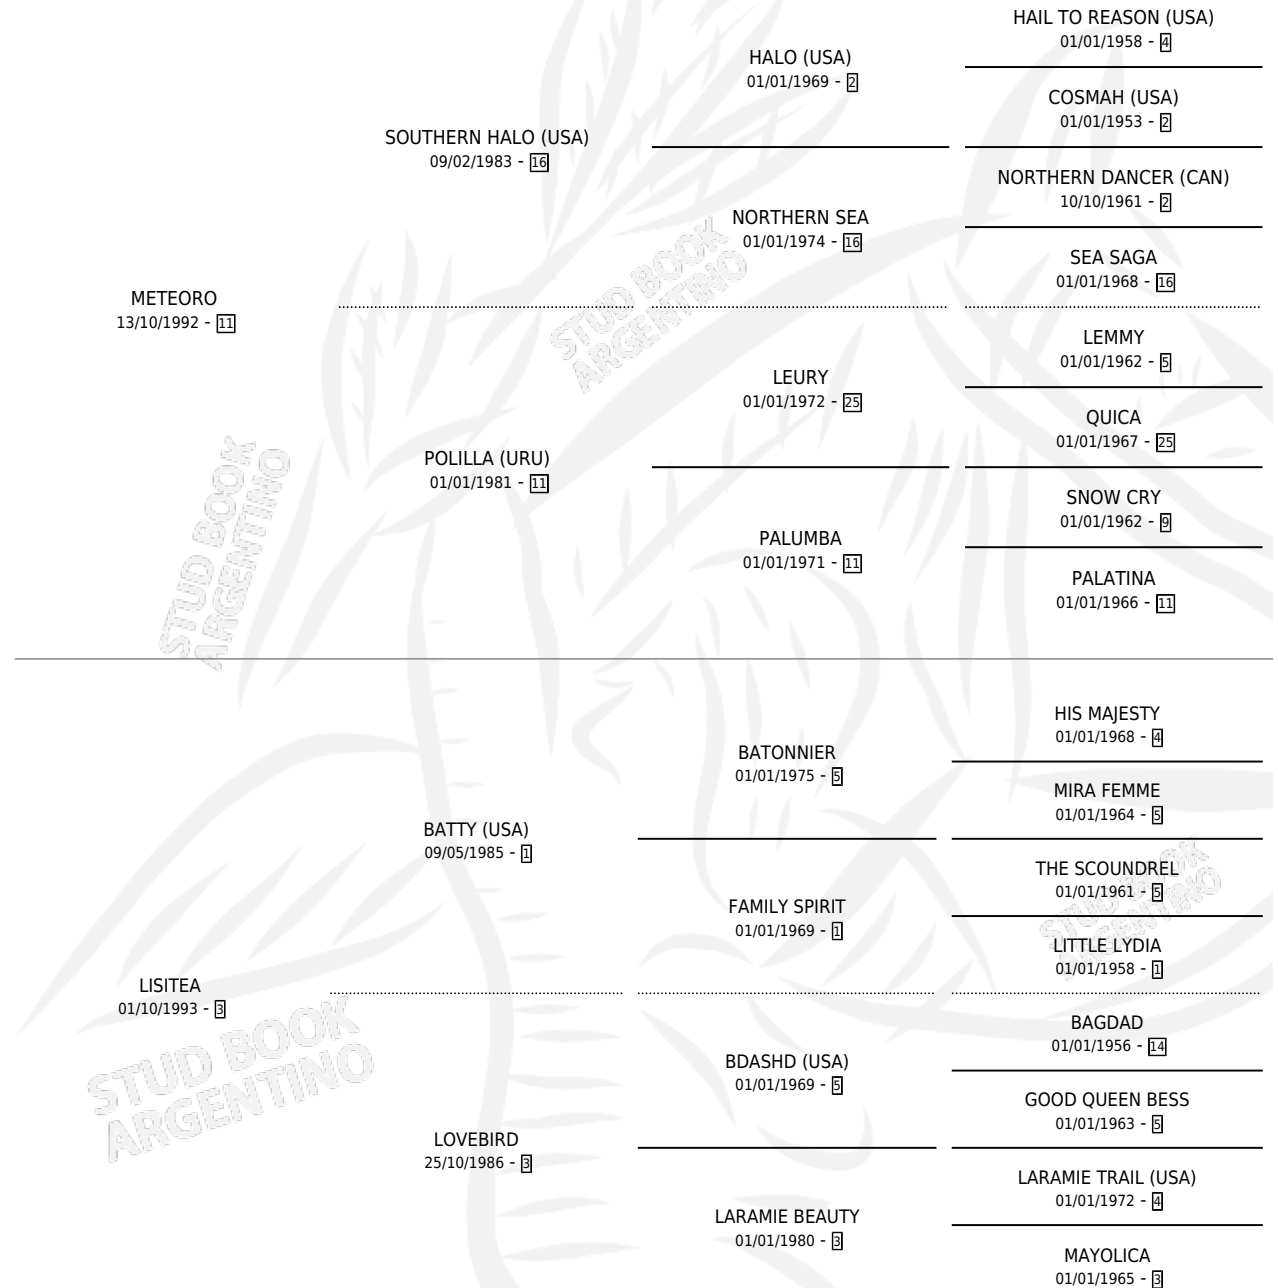 HAIL TO REASON (USA)
01/01/1958 - 4
HALO (USA)
01/01/1969 - 2
COSMAH (USA)
01/01/1953 - 2
SOUTHERN HALO (USA)
09/02/1983 - 16
NORTHERN DANCER (CAN)
10/10/1961 - 2
NORTHERN SEA
01/01/1974 - 16
SEA SAGA
01/01/1968 - 16
METEORO
13/10/1992 - 11
LEMMY
01/01/1962 - 5
LEURY
01/01/1972 - 25
QUICA
01/01/1967 - 25
POLILLA (URU)
01/01/1981 - 11
SNOW CRY
01/01/1962 - 9
PALUMBA
01/01/1971 - 11
PALATINA
01/01/1966 - 11
STUD BOOK
ARGENTINO
STUD BOOK
ARGENTINO
HIS MAJESTY
01/01/1968 - 4
BATONNIER
01/01/1975 - 5
MIRA FEMME
01/01/1964 - 5
BATTY (USA)
09/05/1985 - 1
THE SCOUNDREL
01/01/1961 - 5
FAMILY SPIRIT
01/01/1969 - 1
LITTLE LYDIA
01/01/1958 - 1
LISITEA
01/10/1993 - 3
BAGDAD
01/01/1956 - 14
BDASHD (USA)
01/01/1969 - 5
GOOD QUEEN BESS
01/01/1963 - 5
LOVEBIRD
25/10/1986 - 3
LARAMIE TRAIL (USA)
01/01/1972 - 4
LARAMIE BEAUTY
01/01/1980 - 3
MAYOLICA
01/01/1965 - 3
STUD BOOK
ARGENTINO
STUD BOOK
ARGENTINO